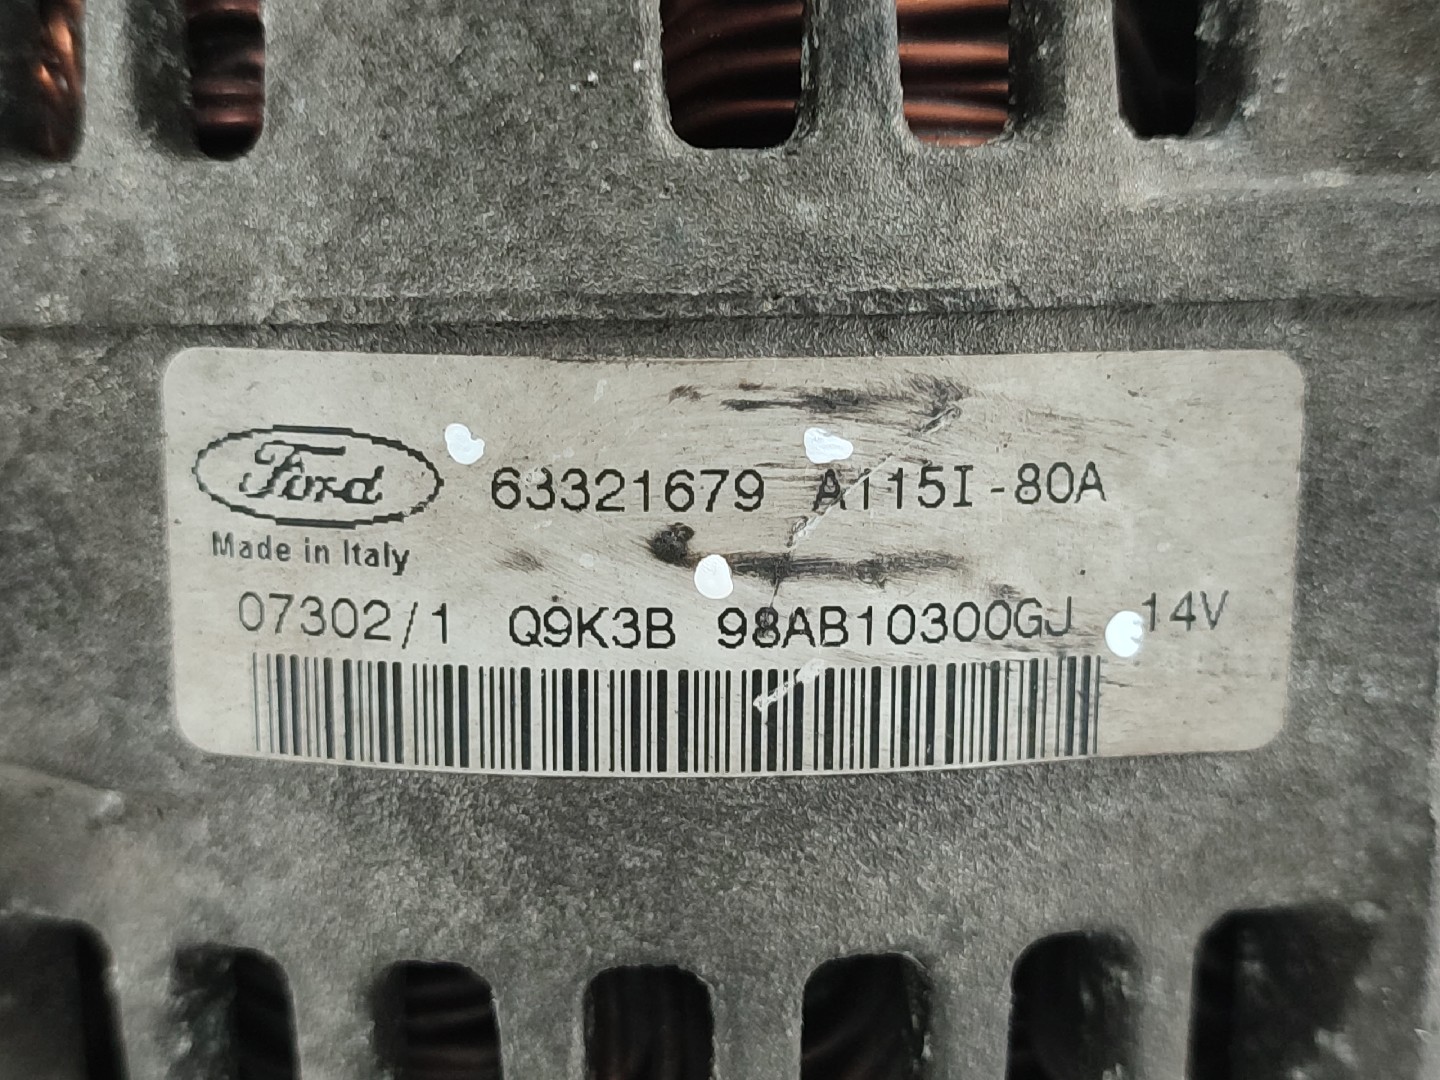 Ford 63321679 A115I-80A
Made in Italy
07302/1 Q9K3B 98AB10300GJ 14V